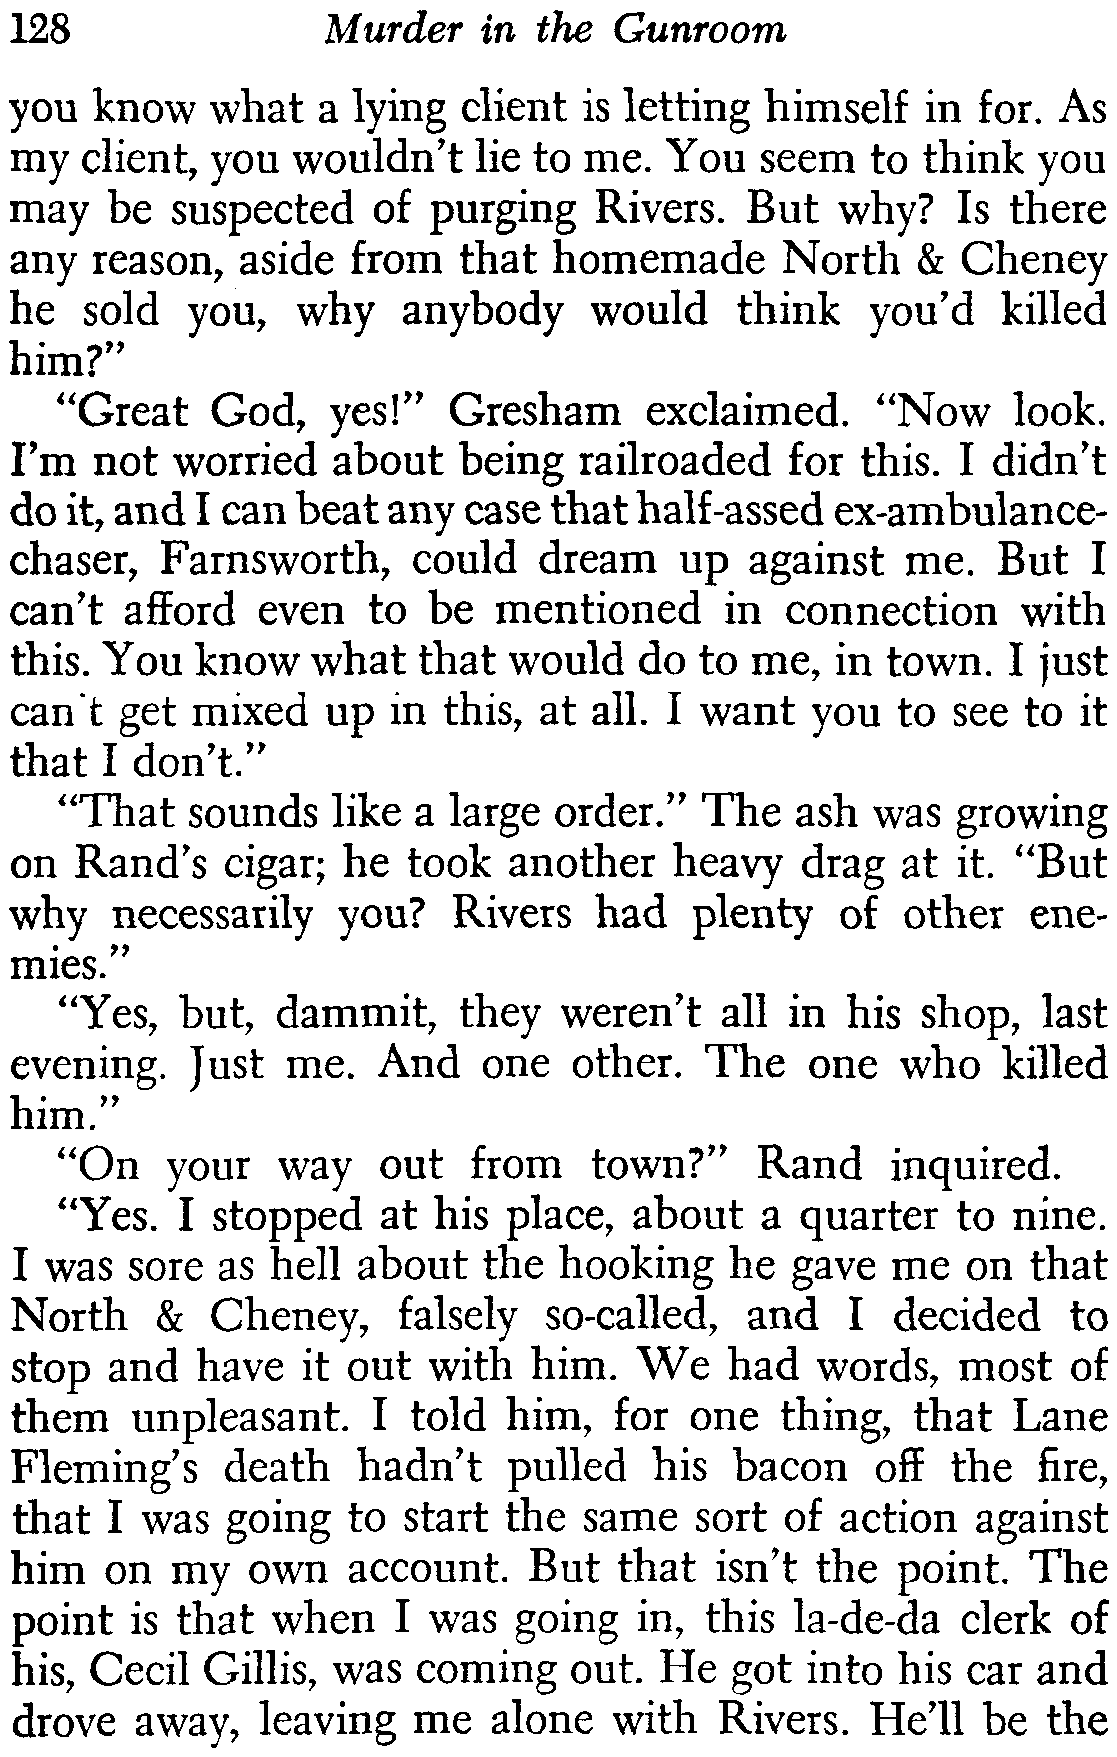 128 Murder in the Gunroom
you know what a lying client is letting himself in for. As
my client, you wouldn't lie to me. You seem to think you
may be suspected of purging Rivers. But why? Is there
any reason, aside from that homemade North & Cheney
he sold you, why anybody would think you'd killed
him?"
"Great God, yes!" Gresham exclaimed. "Now look.
I'm not worried about being railroaded for this. I didn't
do it, and I can beat any case that half-assed ex-ambulance-
chaser, Farnsworth, could dream up against me. But I
can't afford even to be mentioned in connection with
this. You know what that would do to me, in town. I just
can't get mixed up in this, at all. I want you to see to it
that I don't."
"That sounds like a large order." The ash was growing
on Rand's cigar; he took another heavy drag at it. "But
why necessarily you? Rivers had plenty of other ene-
mies."
"Yes, but, dammit, they weren't all in his shop, last
evening. Just me. And one other. The one who killed
him."
"On your way out from town?" Rand inquired.
"Yes. I stopped at his place, about a quarter to nine.
I was sore as hell about the hooking he gave me on that
North & Cheney, falsely so-called, and I decided to
stop and have it out with him. We had words, most of
them unpleasant. I told him, for one thing, that Lane
Fleming's death hadn't pulled his bacon off the fire,
that I was going to start the same sort of action against
him on my own account. But that isn't the point. The
point is that when I was going in, this la-de-da clerk of
his, Cecil Gillis, was coming out. He got into his car and
drove away, leaving me alone with Rivers. He'll be the